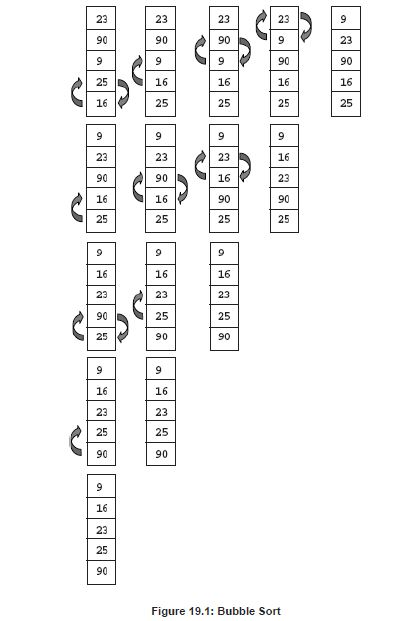 23 23 23 23 9
90 90 90 9 23
9 9 9 90 90
25 16 16 16 16
16 25 25 25 25
9 9 9 9
23 23 23 16
90 90 16 23
16 16 90 90
25 25 25 25
9 9 9
16 16 16
23 23 23
90 25 25
25 90 90
9 9
16 16
23 23
25 25
90 90
9
16
23
25
90
Figure 19.1: Bubble Sort